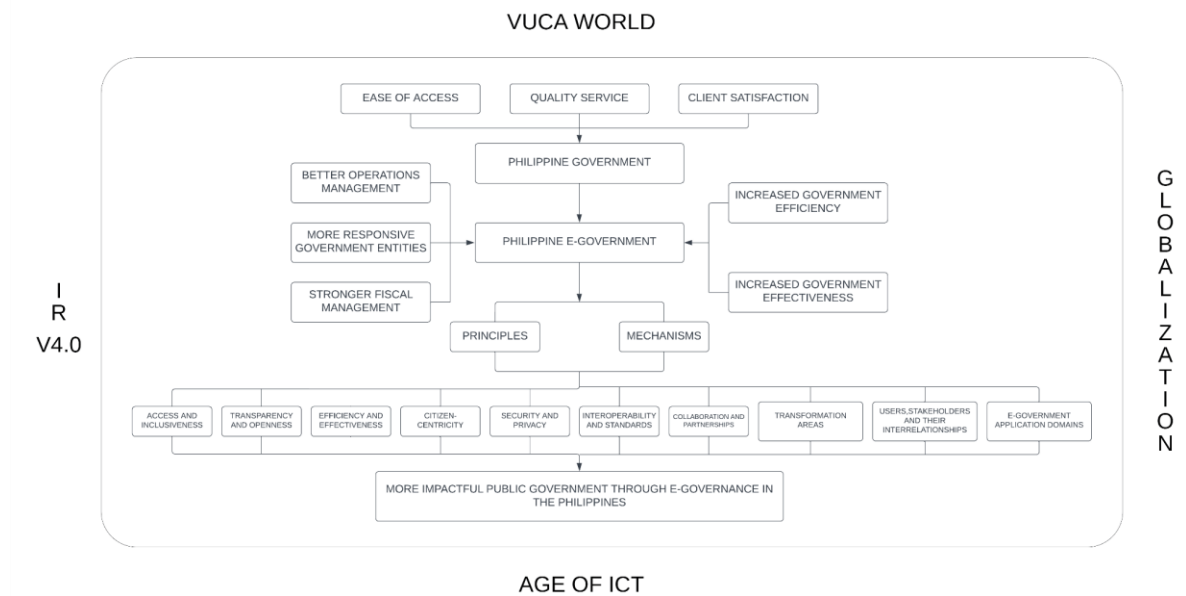 VUCA WORLD
EASE OF ACCESS
QUALITY SERVICE
CLIENT SATISFACTION
PHILIPPINE GOVERNMENT
BETTER OPERATIONS
MANAGEMENT
INCREASED GOVERNMENT
EFFICIENCY
MORE RESPONSIVE
GOVERNMENT ENTITIES
PHILIPPINE E-GOVERNMENT
STRONGER FISCAL
MANAGEMENT
INCREASED GOVERNMENT
EFFECTIVENESS
I
R
V4.0
GLOBALIZATION
PRINCIPLES
MECHANISMS
ACCESS AND
INCLUSIVENESS
TRANSPARENCY
AND OPENNESS
EFFICIENCY AND
EFFECTIVENESS
CITIZEN-
CENTRICITY
SECURITY AND
PRIVACY
INTEROPERABILITY
AND STANDARDS
COLLABORATION AND
PARTNERSHIPS
TRANSFORMATION
AREAS
USERS,STAKEHOLDERS
AND THEIR
INTERRELATIONSHIPS
E-GOVERNMENT
APPLICATION DOMAINS
MORE IMPACTFUL PUBLIC GOVERNMENT THROUGH E-GOVERNANCE IN
THE PHILIPPINES
AGE OF ICT